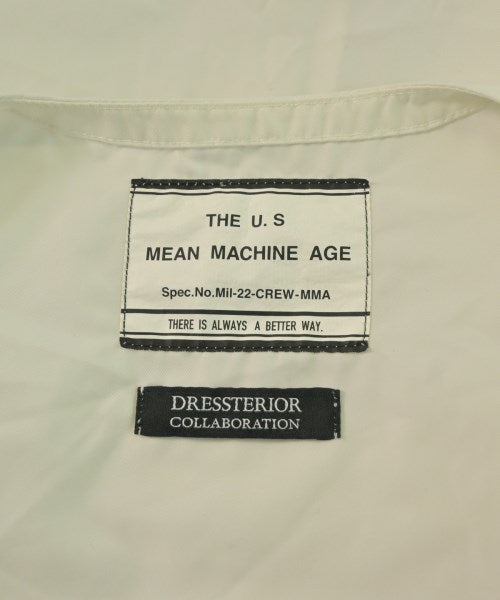 THE U.S
MEAN MACHINE AGE
Spec.No.Mil-22-CREW-MMA
THERE IS ALWAYS A BETTER WAY.
DRESSTERIOR
COLLABORATION